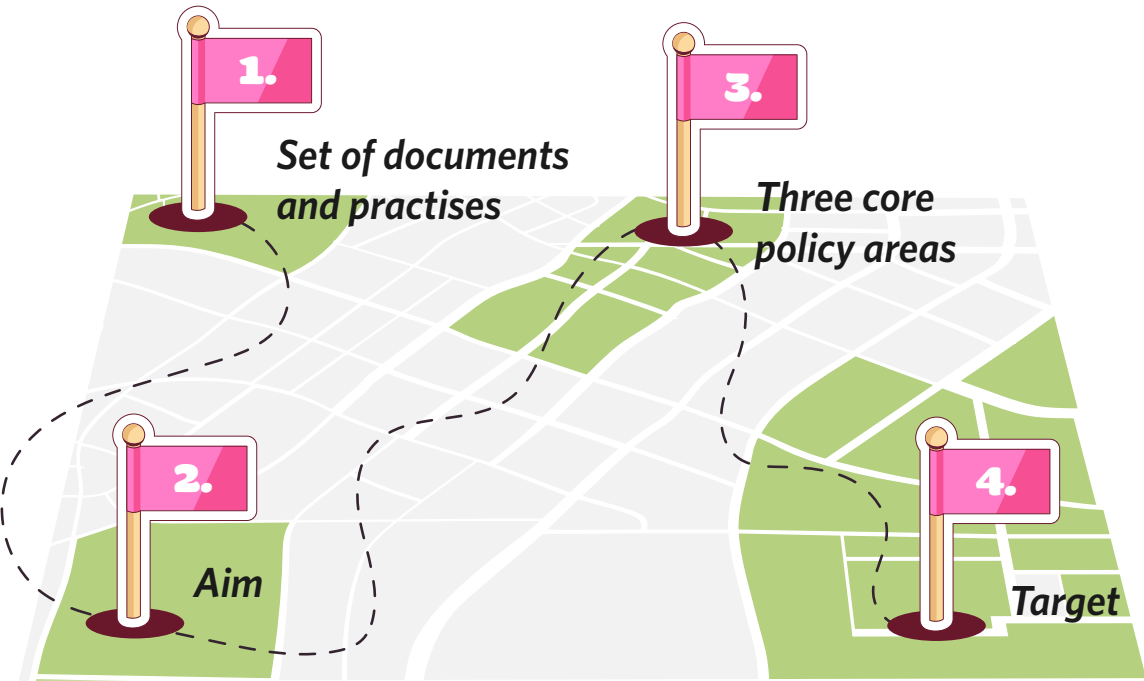 1.
Set of documents
and practises
2.
Aim
3.
Three core
policy areas
4.
Target